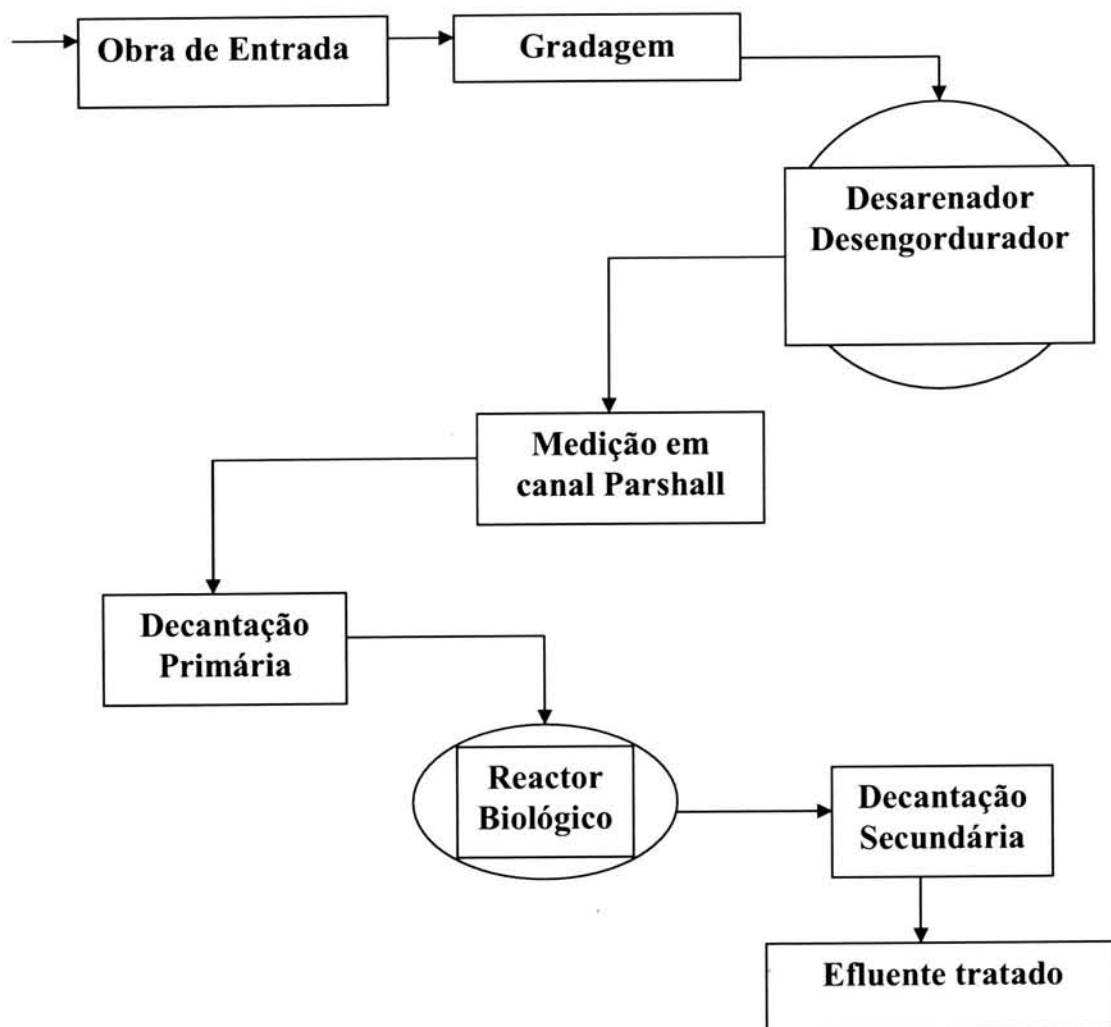 Obra de Entrada
Gradagem
Desarenador
Desengordurador
Medição em
canal Parshall
Decantação
Primária
Reactor
Biológico
Decantação
Secundária
Efluente tratado